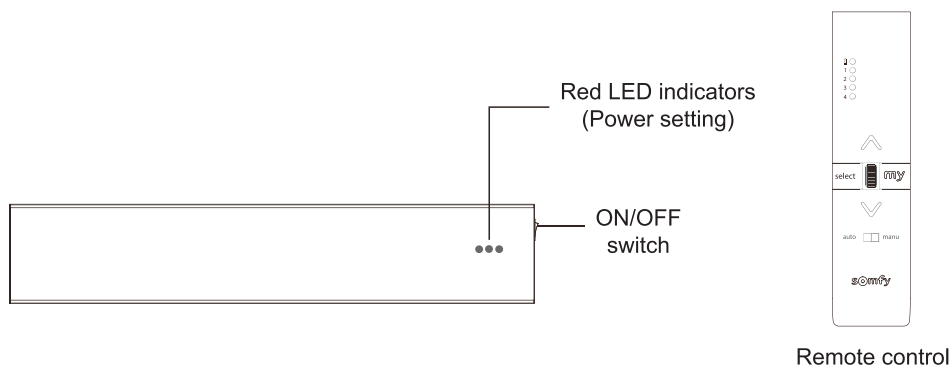 Red LED indicators
(Power setting)
ON/OFF
switch
1
2
3
4
select my
auto manu
somfy
Remote control